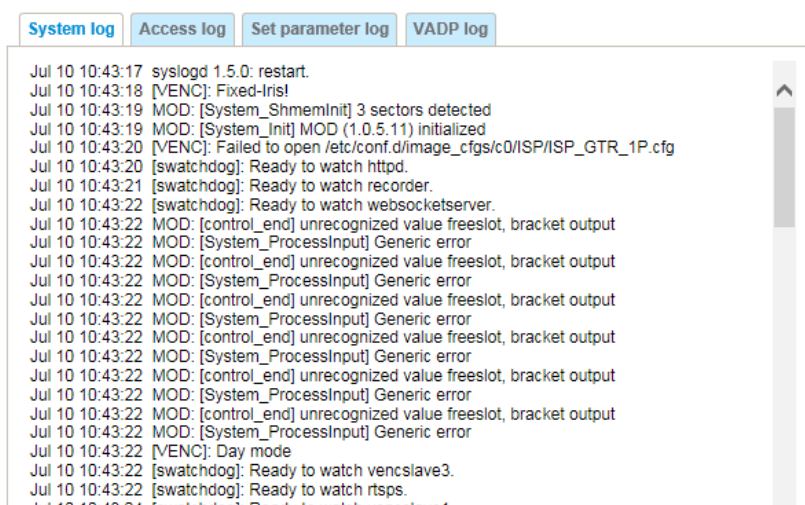 System log Access log Set parameter log VADP log
Jul 10 10:43:17 syslogd 1.5.0: restart.
Jul 10 10:43:18 [VENC]: Fixed-Iris!
Jul 10 10:43:19 MOD: [System_ShmemInit] 3 sectors detected
Jul 10 10:43:19 MOD: [System_Init] MOD (1.0.5.11) initialized
Jul 10 10:43:20 [VENC]: Failed to open /etc/conf.d/image_cfgs/c0/ISP/ISP_GTR_1P.cfg
Jul 10 10:43:20 [swatchdog]: Ready to watch httpd.
Jul 10 10:43:21 [swatchdog]: Ready to watch recorder.
Jul 10 10:43:22 [swatchdog]: Ready to watch websocketserver.
Jul 10 10:43:22 MOD: [control_end] unrecognized value freeslot, bracket output
Jul 10 10:43:22 MOD: [System_ProcessInput] Generic error
Jul 10 10:43:22 MOD: [control_end] unrecognized value freeslot, bracket output
Jul 10 10:43:22 MOD: [System_ProcessInput] Generic error
Jul 10 10:43:22 MOD: [control_end] unrecognized value freeslot, bracket output
Jul 10 10:43:22 MOD: [System_ProcessInput] Generic error
Jul 10 10:43:22 MOD: [control_end] unrecognized value freeslot, bracket output
Jul 10 10:43:22 MOD: [System_ProcessInput] Generic error
Jul 10 10:43:22 MOD: [control_end] unrecognized value freeslot, bracket output
Jul 10 10:43:22 MOD: [System_ProcessInput] Generic error
Jul 10 10:43:22 MOD: [control_end] unrecognized value freeslot, bracket output
Jul 10 10:43:22 MOD: [System_ProcessInput] Generic error
Jul 10 10:43:22 [VENC]: Day mode
Jul 10 10:43:22 [swatchdog]: Ready to watch vencslave3.
Jul 10 10:43:22 [swatchdog]: Ready to watch rtsps.